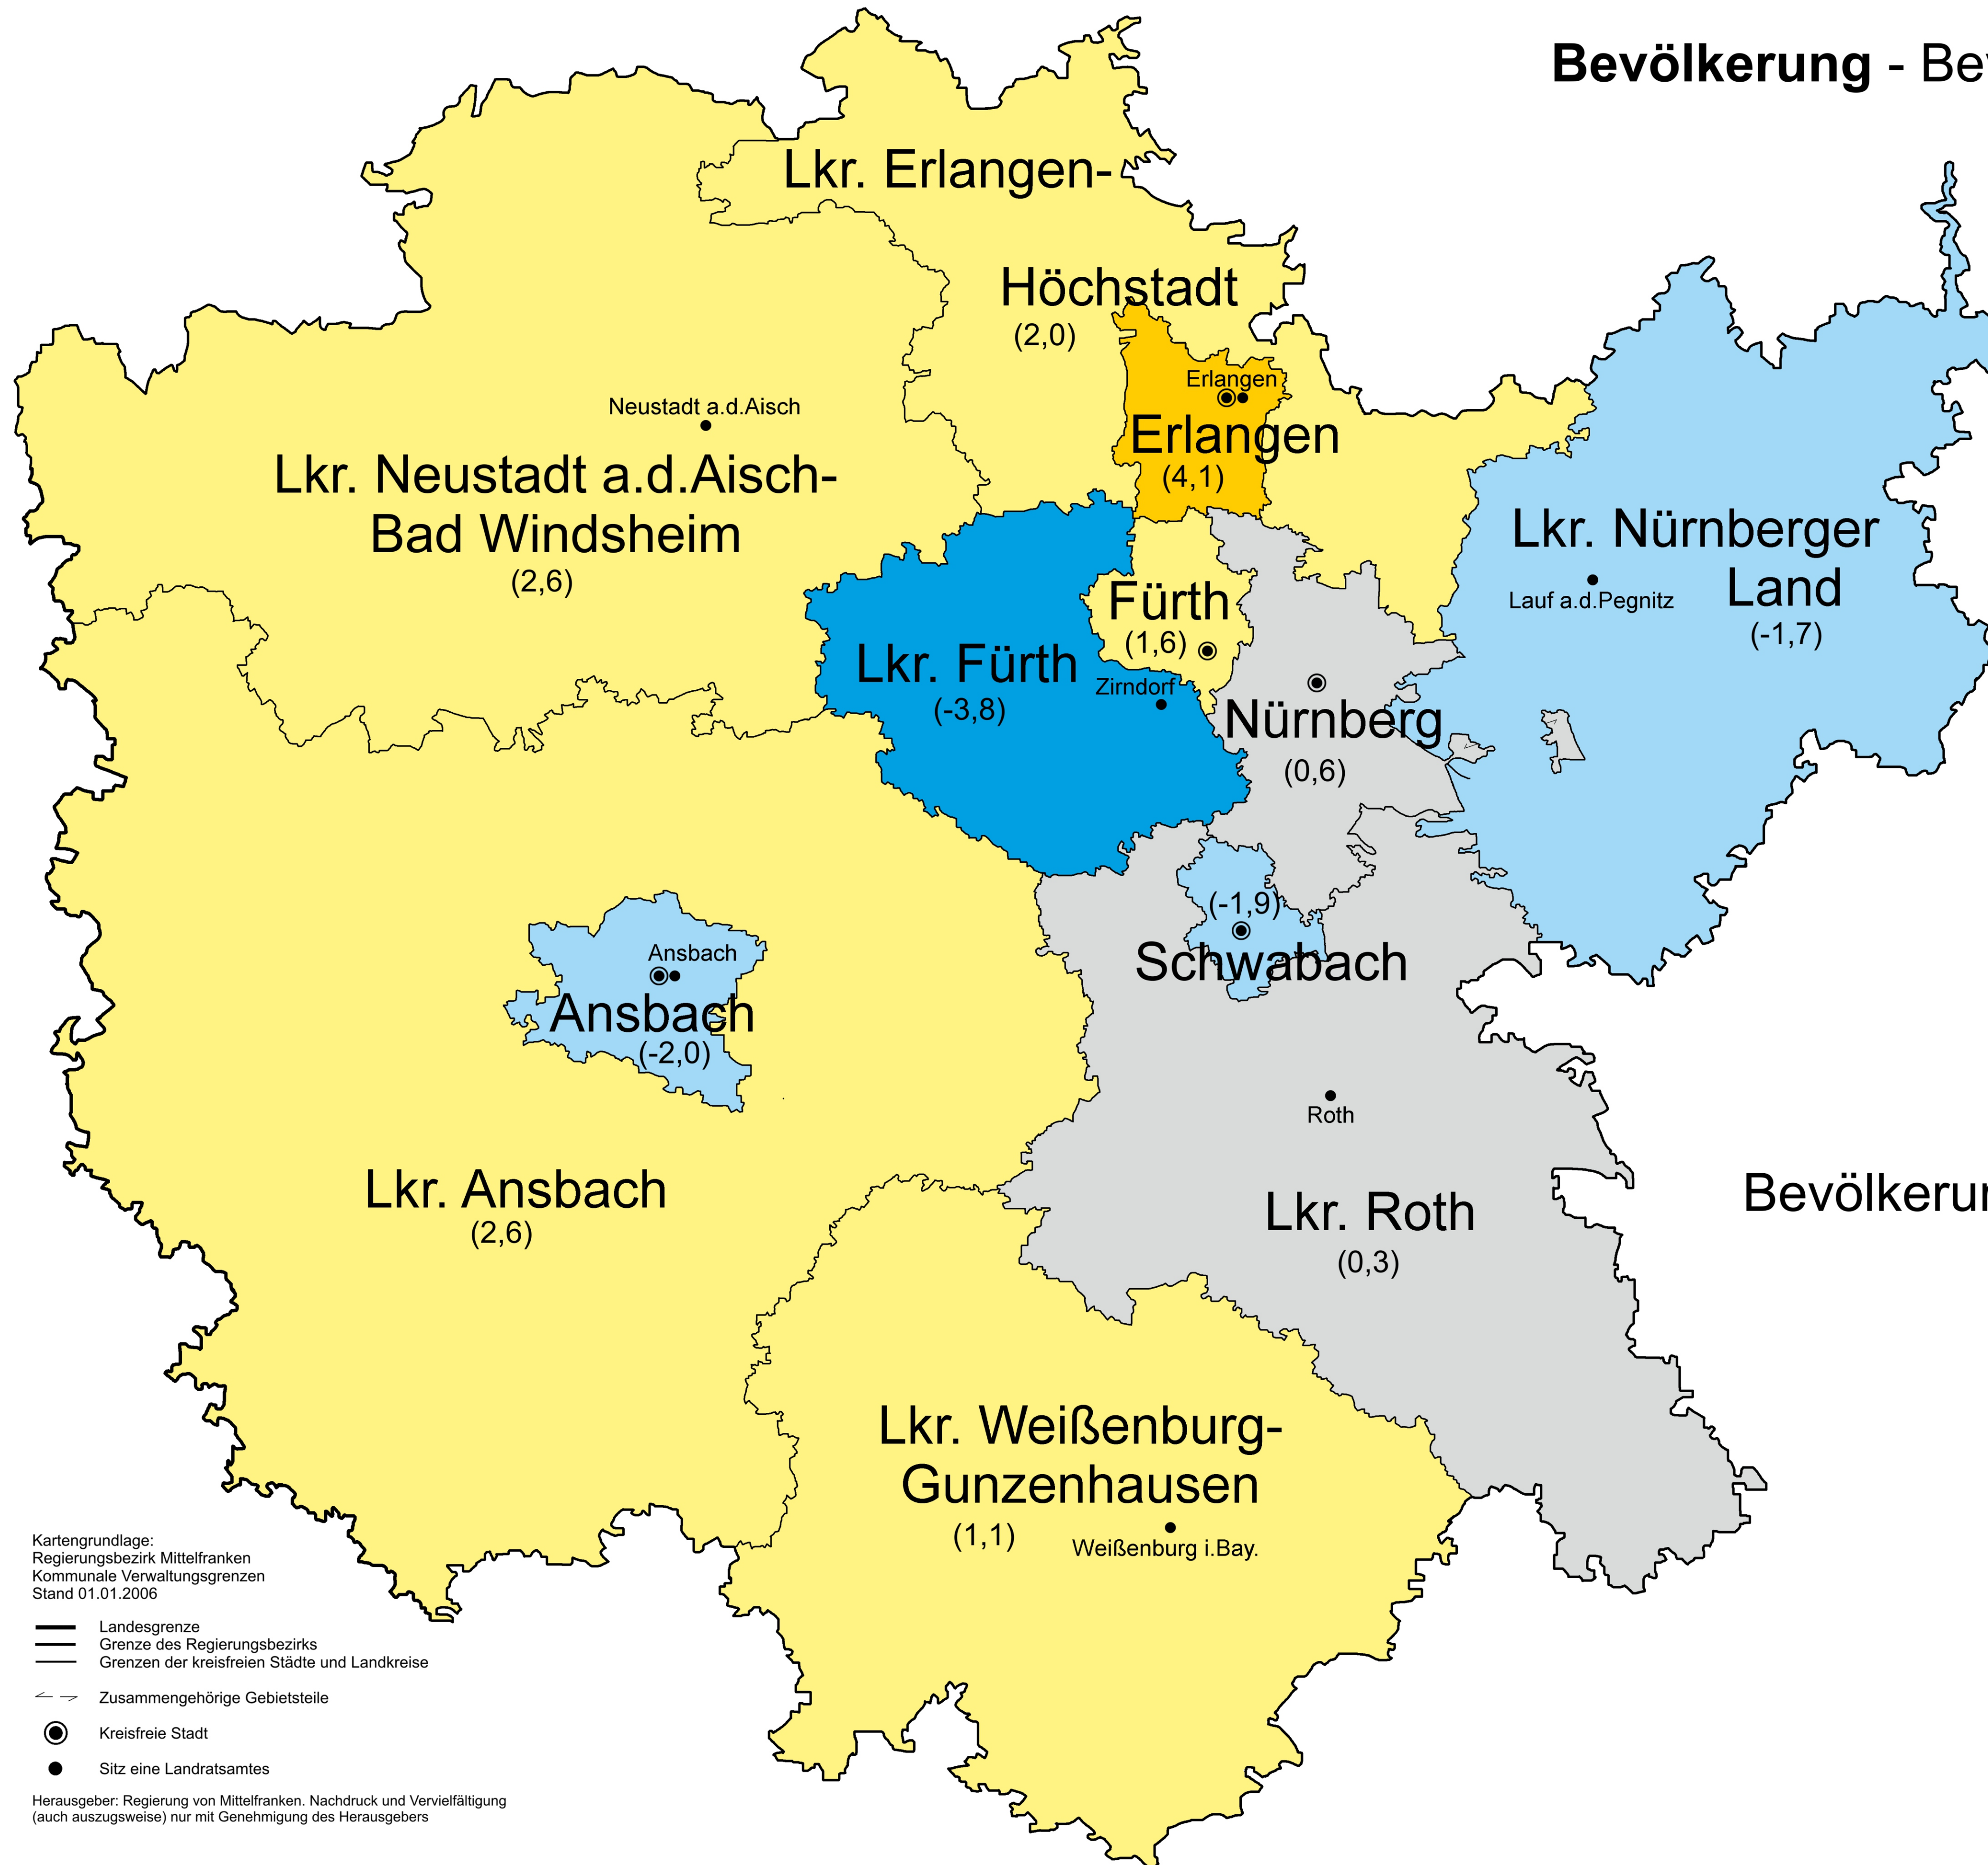 Bevölkerung - Be
Lkr. Erlangen-
Höchstadt
(2,0)
Erlangen
Erlangen
(4,1)
Neustadt a.d.Aisch
Lkr. Neustadt a.d.Aisch-
Bad Windsheim
(2,6)
Lkr. Nürnberger
Land
Lauf a.d.Pegnitz
(-1,7)
Fürth
(1,6)
Lkr. Fürth
(-3,8)
Zirndorf
Nürnberg
(0,6)
(-1,9)
Schwabach
Ansbach
Ansbach
(-2,0)
Roth
Lkr. Ansbach
(2,6)
Lkr. Roth
(0,3)
Bevölkeru
Lkr. Weißenburg-
Gunzenhausen
(1,1)
Weißenburg i.Bay.
Kartengrundlage:
Regierungsbezirk Mittelfranken
Kommunale Verwaltungsgrenzen
Stand 01.01.2006
Landesgrenze
Grenze des Regierungsbezirks
Grenzen der kreisfreien Städte und Landkreise
Zusammengehörige Gebietsteile
Kreisfreie Stadt
Sitz eine Landratsamtes
Herausgeber: Regierung von Mittelfranken. Nachdruck und Vervielfältigung
(auch auszugsweise) nur mit Genehmigung des Herausgebers